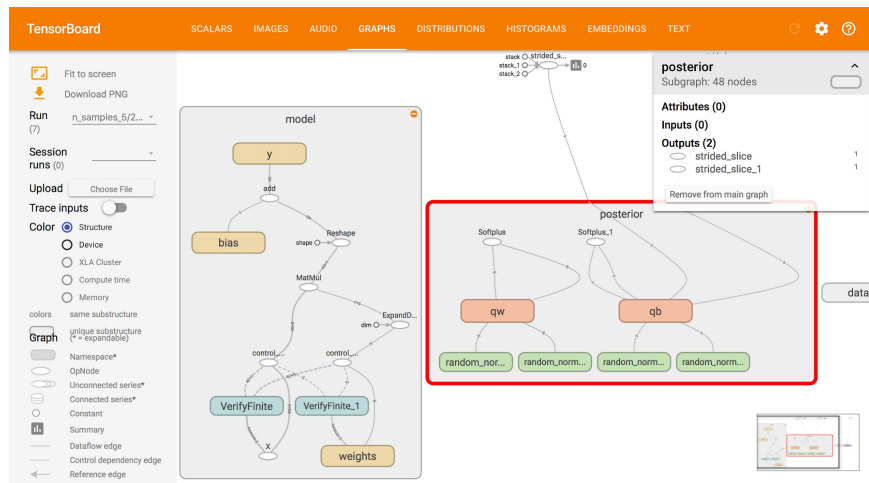 TensorBoard
SCALARS IMAGES AUDIO GRAPHS DISTRIBUTIONS HISTOGRAMS EMBEDDINGS TEXT
Fit to screen
Download PNG
Run
(7)
n_samples_5/2...
Session
runs (0)
Upload
Choose File
Trace
inputs
Color
Structure
Device
XLA Cluster
Compute time
Memory
colors same substructure
unique substructure
Graph
(* = expandable)
Namespace*
OpNode
Unconnected series*
Connected series*
Constant
Summary
Dataflow edge
Control dependency edge
Reference edge
model
y
add
bias
shape
Reshape
MatMul
dim
ExpandD...
control_...
control_...
VerifyFinite
VerifyFinite_1
x
weights
stack
stack_1
stack_2
strided_s...
0
posterior
Softplus
Softplus_1
qw
qb
random_nor...
random_norm...
random_norm...
random_norm...
data
posterior
Subgraph: 48 nodes
Attributes (0)
Inputs (0)
Outputs (2)
strided_slice 1
strided_slice_1 1
Remove from main graph